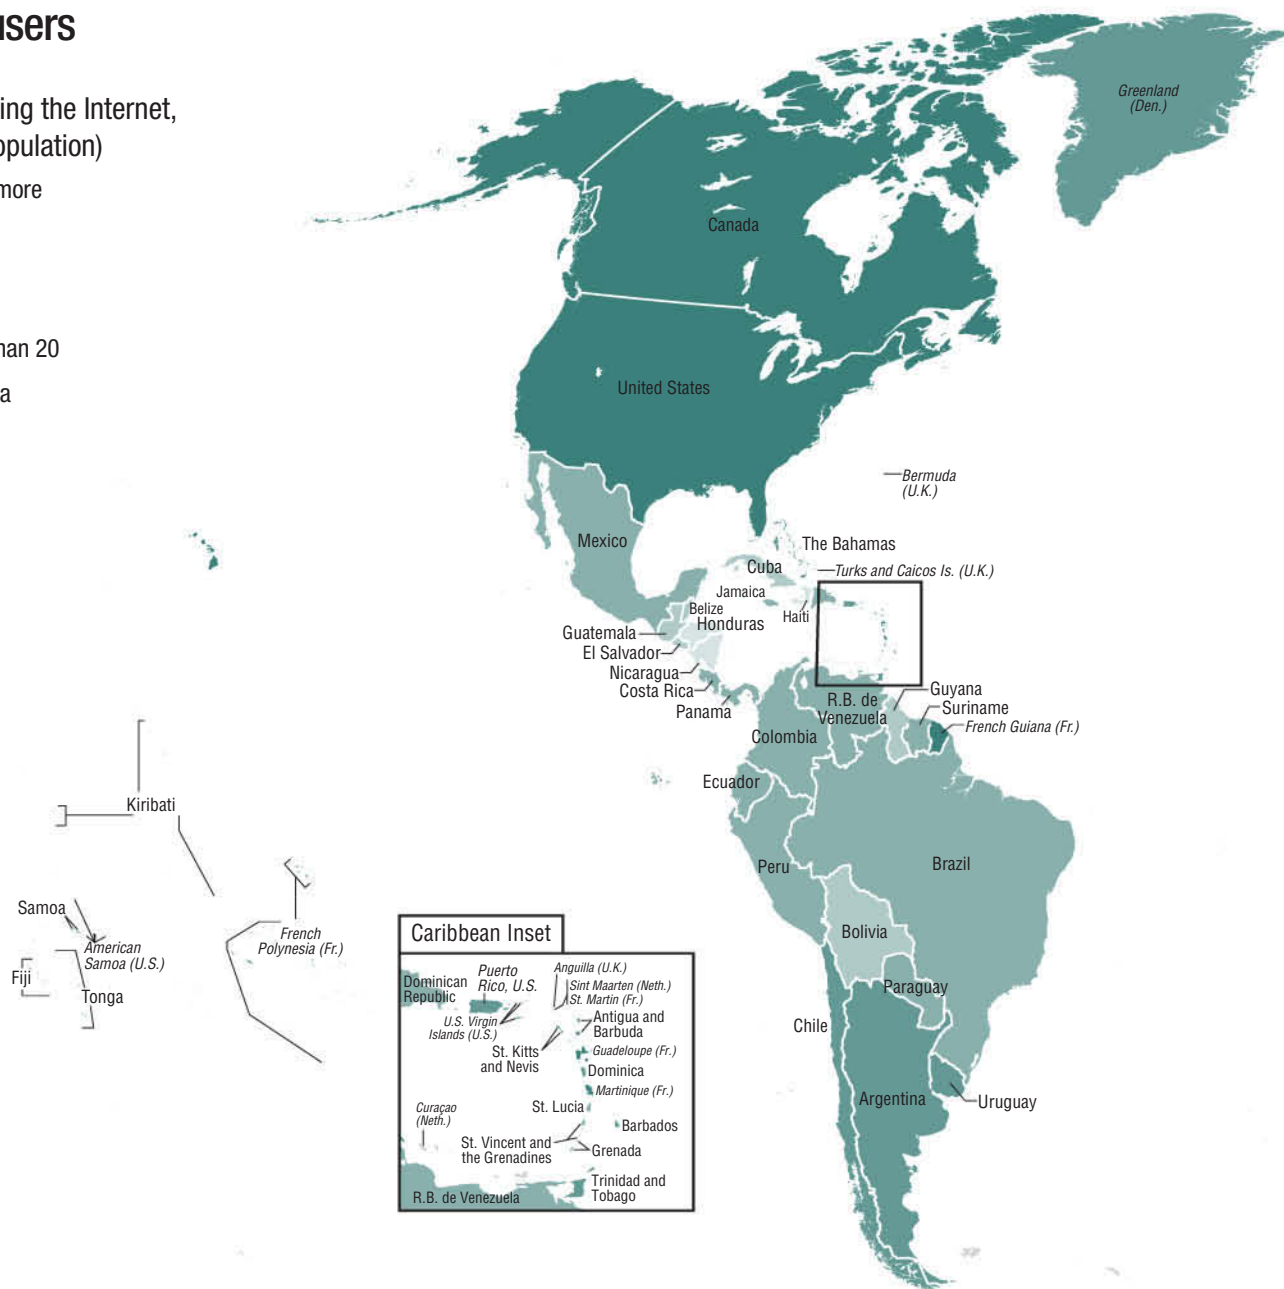 users
ing the Internet,
opulation)
more
han 20
a
Greenland
(Den.)
Canada
United States
Bermuda
(U.K.)
Mexico
The Bahamas
Cuba
Turks and Caicos Is. (U.K.)
Jamaica
Belize
Haiti
Honduras
Guatemala
El Salvador
Nicaragua
Costa Rica
Panama
Guyana
R.B. de
Venezuela
Suriname
French Guiana (Fr.)
Colombia
Ecuador
Kiribati
Peru
Brazil
Samoa
American
Samoa (U.S.)
French
Polynesia (Fr.)
Fiji
Tonga
Bolivia
Paraguay
Chile
Argentina
Uruguay
Caribbean Inset
Dominican
Republic
Puerto
Rico, U.S.
Anguilla (U.K.)
Sint Maarten (Neth.)
St. Martin (Fr.)
U.S. Virgin
Islands (U.S.)
Antigua and
Barbuda
St. Kitts
and Nevis
Guadeloupe (Fr.)
Dominica
Martinique (Fr.)
Curaçao
(Neth.)
St. Lucia
Barbados
St. Vincent and
the Grenadines
Grenada
Trinidad and
Tobago
R.B. de Venezuela